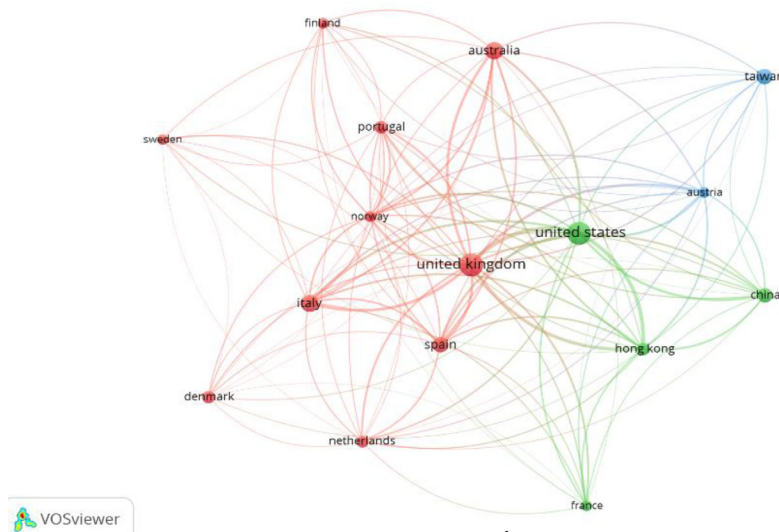 finland
australia
taiwan
portugal
sweden
austria
norway
united states
united kingdom
china
italy
spain
hong kong
denmark
netherlands
france
VOSviewer